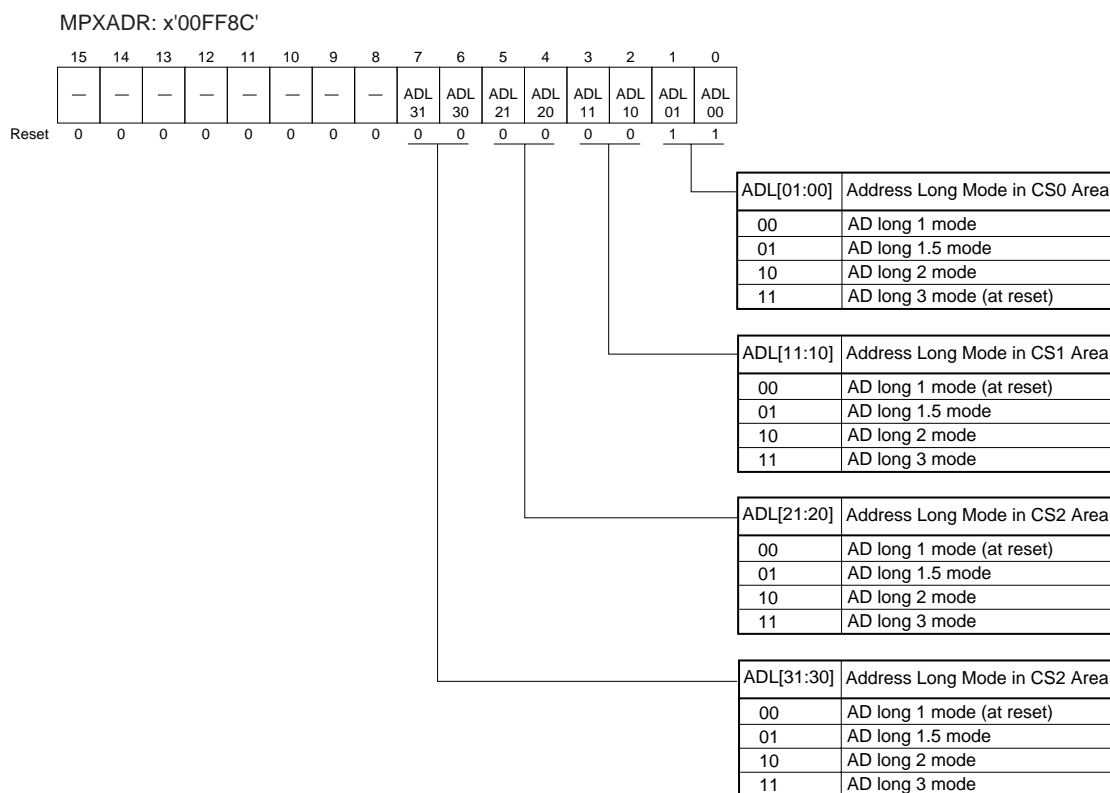 MPXADR: x'00FF8C'
15 14 13 12 11 10 9 8 7 6 5 4 3 2 1 0
— — — — — — — — ADL 31 ADL 30 ADL 21 ADL 20 ADL 11 ADL 10 ADL 01 ADL 00
Reset 0 0 0 0 0 0 0 0 0 0 0 0 0 0 1 1
ADL[01:00] Address Long Mode in CS0 Area
00 AD long 1 mode
01 AD long 1.5 mode
10 AD long 2 mode
11 AD long 3 mode (at reset)
ADL[11:10] Address Long Mode in CS1 Area
00 AD long 1 mode (at reset)
01 AD long 1.5 mode
10 AD long 2 mode
11 AD long 3 mode
ADL[21:20] Address Long Mode in CS2 Area
00 AD long 1 mode (at reset)
01 AD long 1.5 mode
10 AD long 2 mode
11 AD long 3 mode
ADL[31:30] Address Long Mode in CS2 Area
00 AD long 1 mode (at reset)
01 AD long 1.5 mode
10 AD long 2 mode
11 AD long 3 mode